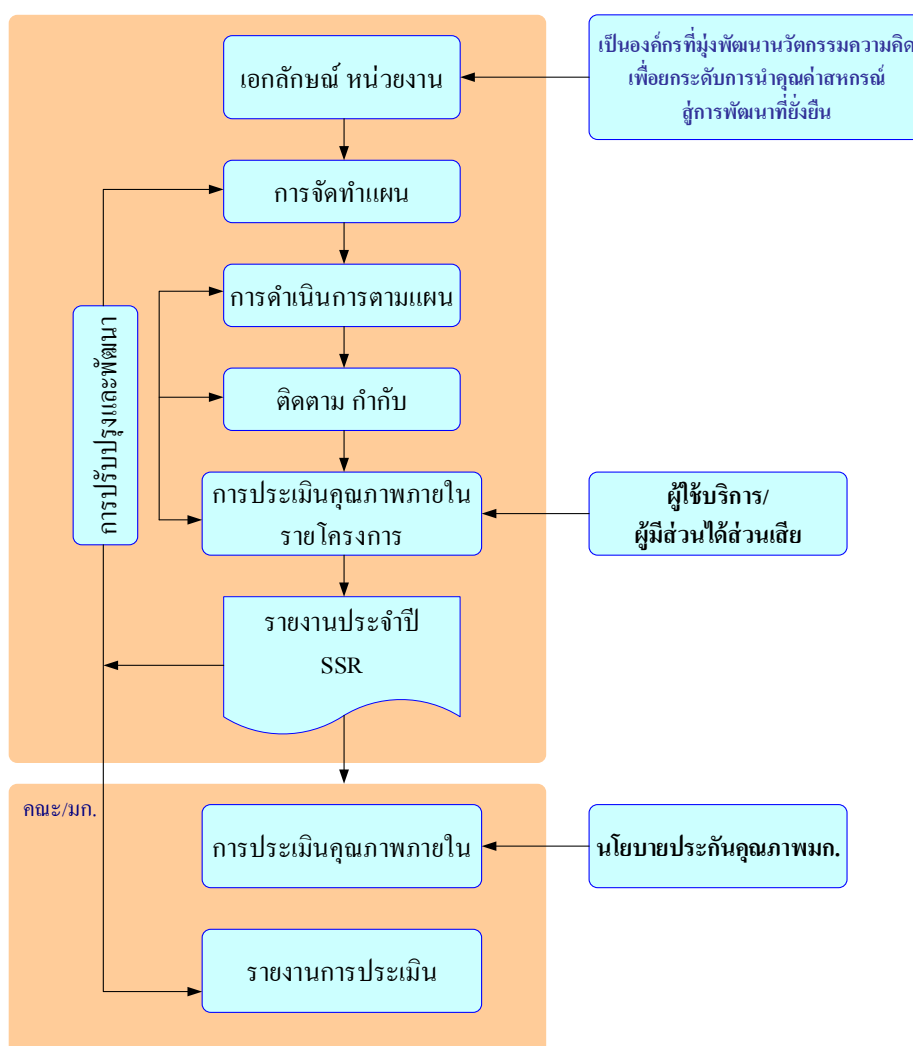 เอกลักษณ์ หน่วยงาน
เป็นองค์กรที่มุ่งพัฒนานวัตกรรมความคิด
เพื่อยกระดับการนำคุณค่าสหกรณ์
สู่การพัฒนาที่ยั่งยืน
การจัดทำแผน
การดำเนินการตามแผน
การปรับปรุงและพัฒนา
ติดตาม กำกับ
การประเมินคุณภาพภายใน
รายโครงการ
ผู้ใช้บริการ/
ผู้มีส่วนได้ส่วนเสีย
รายงานประจำปี
SSR
คณะ/มก.
การประเมินคุณภาพภายใน
นโยบายประกันคุณภาพมก.
รายงานการประเมิน